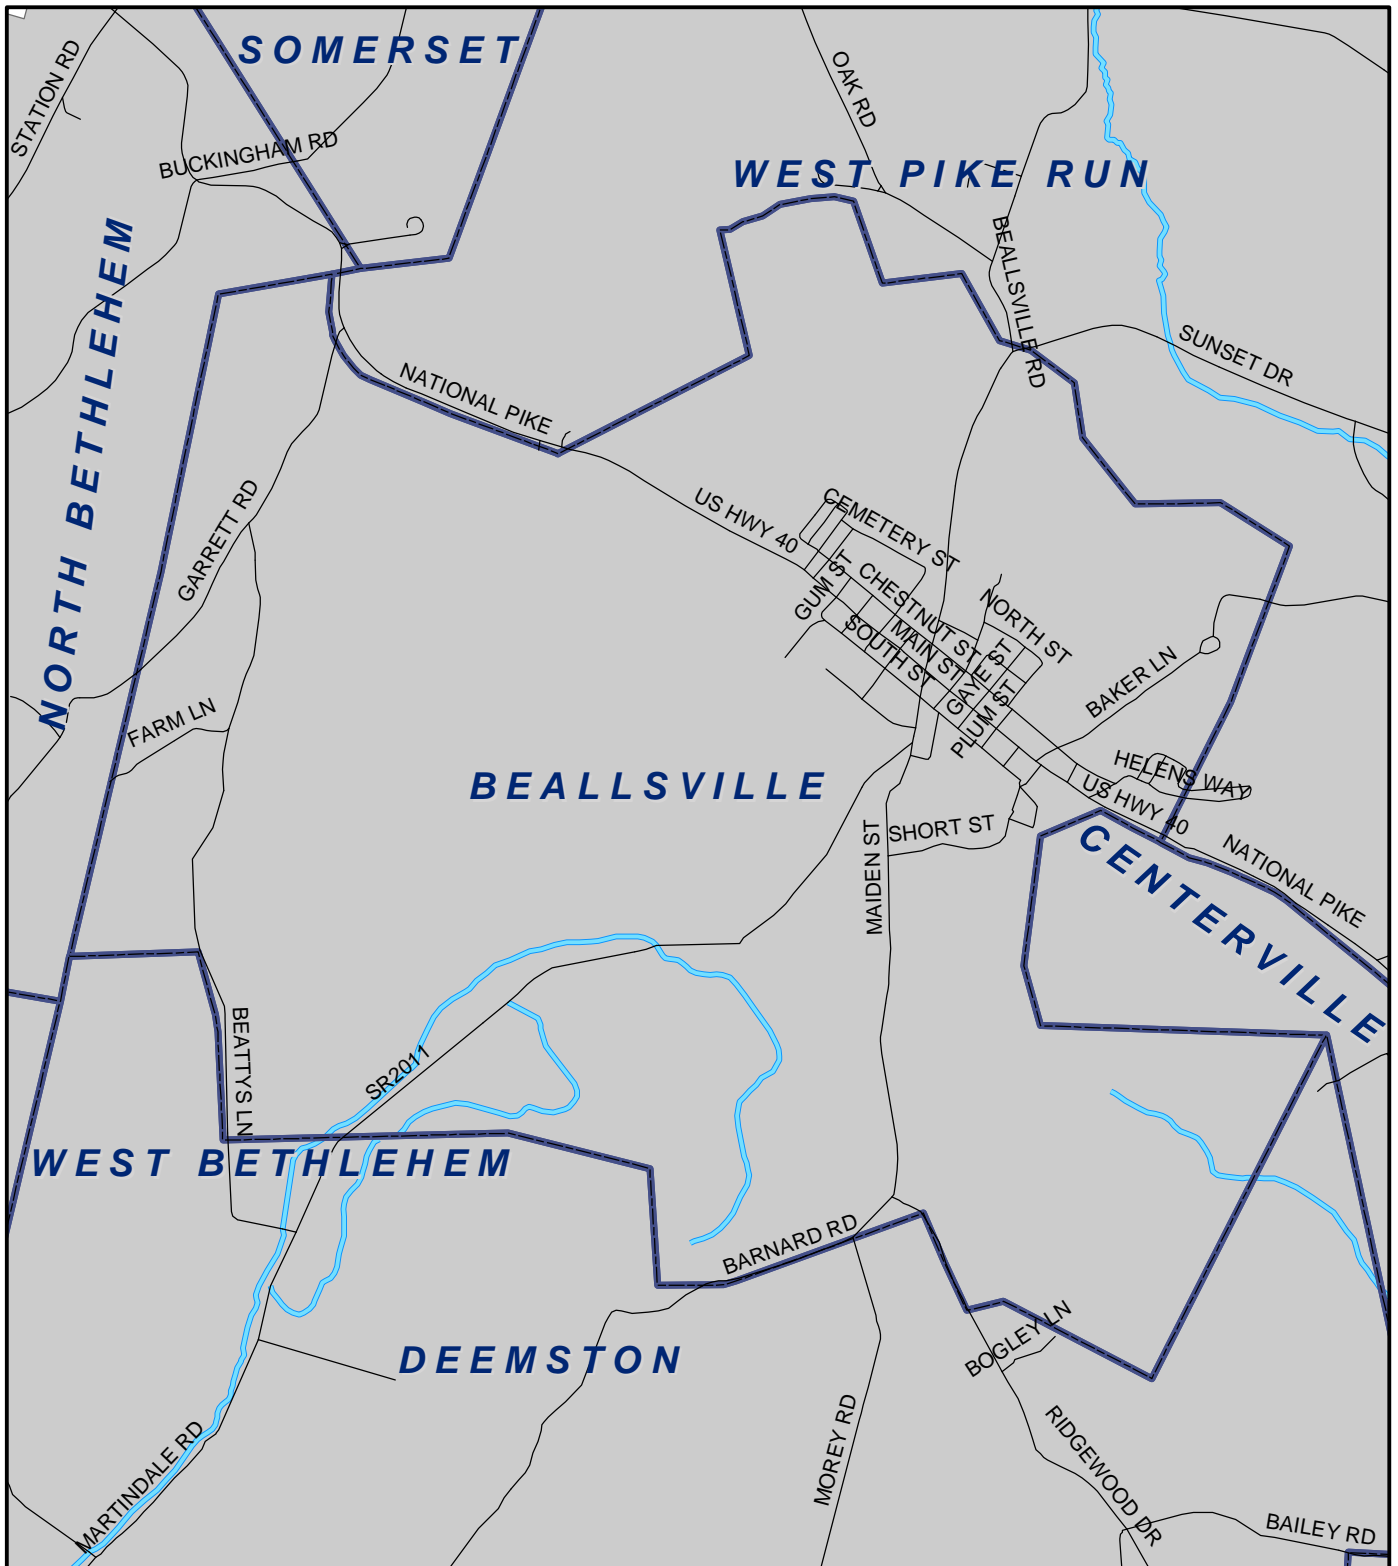 SOMERSET
STATION RD
OAK RD
BUCKINGHAM RD
WEST PIKE RUN
NORTH BETHLEHEM
BEALLSVILLE RD
SUNSET DR
NATIONAL PIKE
GARRETT RD
US HWY 40
CEMETERY ST
GUM ST
CHESTNUT ST
NORTH ST
MAIN ST
SOUTH ST
GAYE ST
PLUM ST
BAKER LN
FARM LN
BEALLSVILLE
HELENS WAY
US HWY 40
SHORT ST
MAIDEN ST
CENTERVILLE
NATIONAL PIKE
BEATTYS LN
SR2011
WEST BETHLEHEM
BARNARD RD
DEEMSTON
BOGLEY LN
MOREY RD
MARTINDALE RD
RIDGEWOOD DR
BAILEY RD